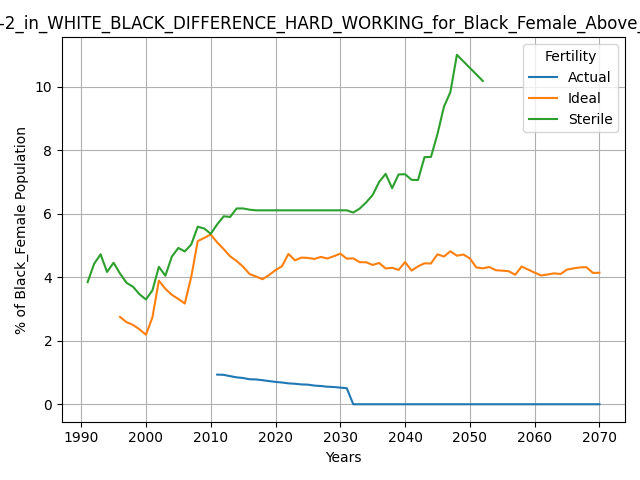 -2_in_WHITE_BLACK_DIFFERENCE_HARD_WORKING_for_Black_Female_Above_
Fertility
Actual
Ideal
Sterile
% of Black_Female Population
10
8
6
4
2
0
1990 2000 2010 2020 2030 2040 2050 2060 2070
Years